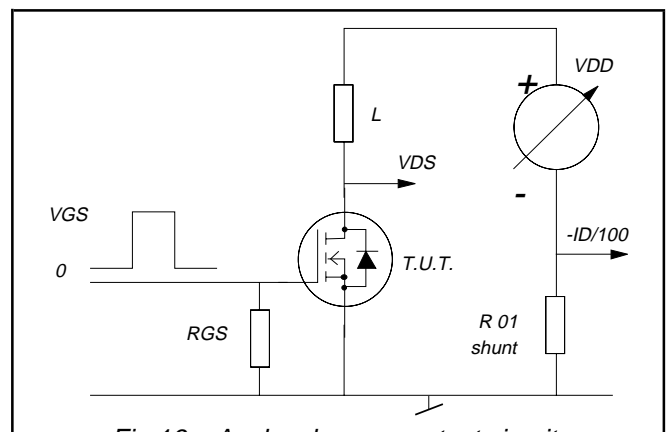 VDD
+
L
VDS
-
VGS
-ID/100
0
T.U.T.
RGS
R 01
shunt